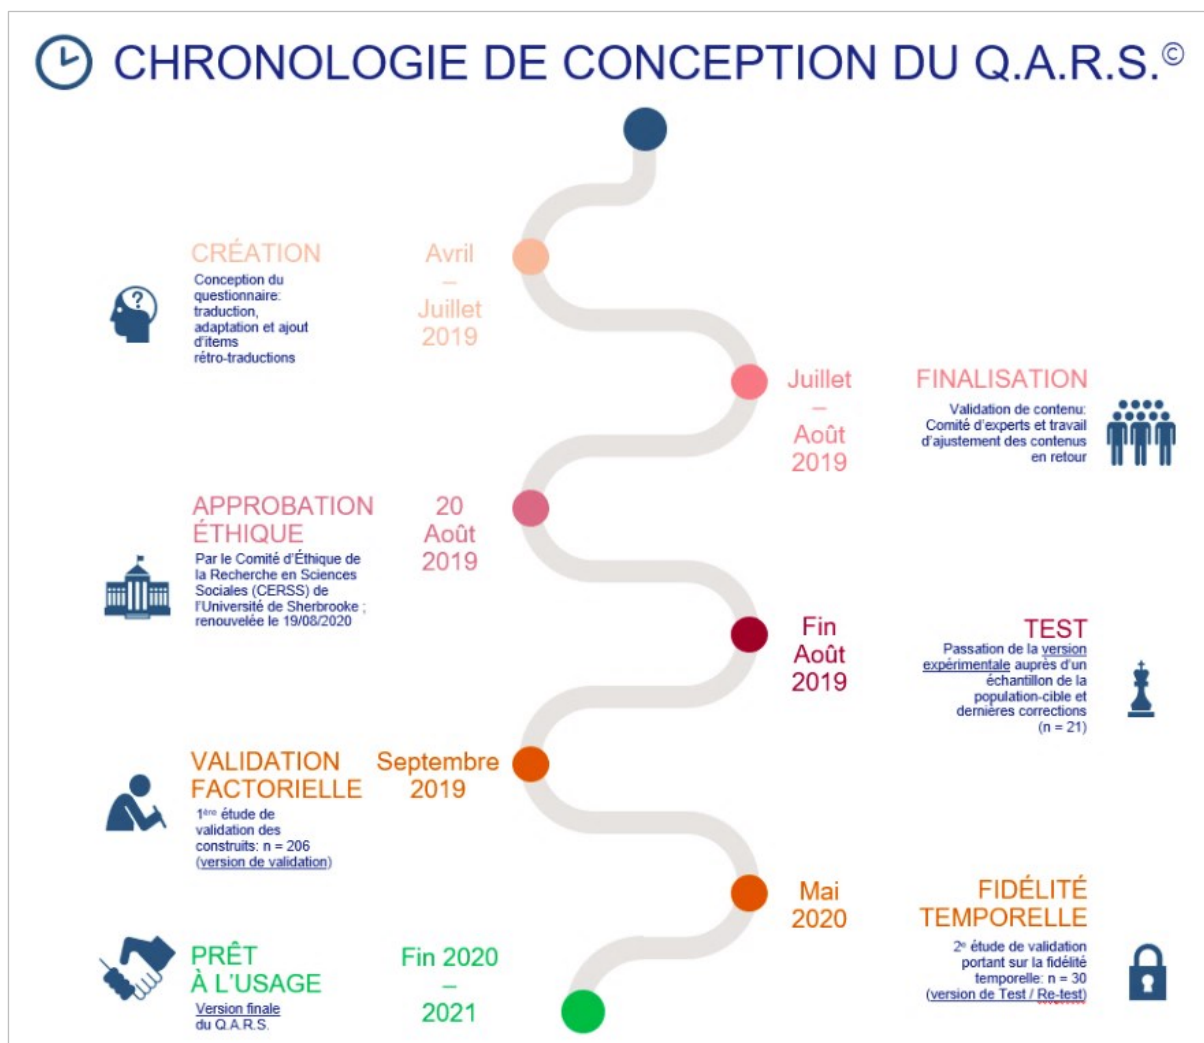 CHRONOLOGIE DE CONCEPTION DU Q.A.R.S.©
CRÉATION
Conception du
questionnaire:
traduction,
adaptation et ajout
d'items
rétro-traductions
Avril
–
Juillet
2019
?
Juillet
–
Août
2019
FINALISATION
Validation de contenu:
Comité d'experts et travail
d'ajustement des contenus
en retour
APPROBATION
ÉTHIQUE
Par le Comité d'Éthique de
la Recherche en Sciences
Sociales (CERSS) de
l'Université de Sherbrooke ;
renouvelée le 19/08/2020
20
Août
2019
Fin
Août
2019
TEST
Passation de la version
expérimentale auprès d'un
échantillon de la
population-cible et
dernières corrections
(n = 21)
VALIDATION
FACTORIELLE
1ère étude de
validation des
construits: n = 206
(version de validation)
Septembre
2019
Mai
2020
FIDÉLITÉ
TEMPORELLE
2e étude de validation
portant sur la fidélité
temporelle: n = 30
(version de Test / Re-test)
PRÊT
À L'USAGE
Version finale
du Q.A.R.S.
Fin 2020
–
2021